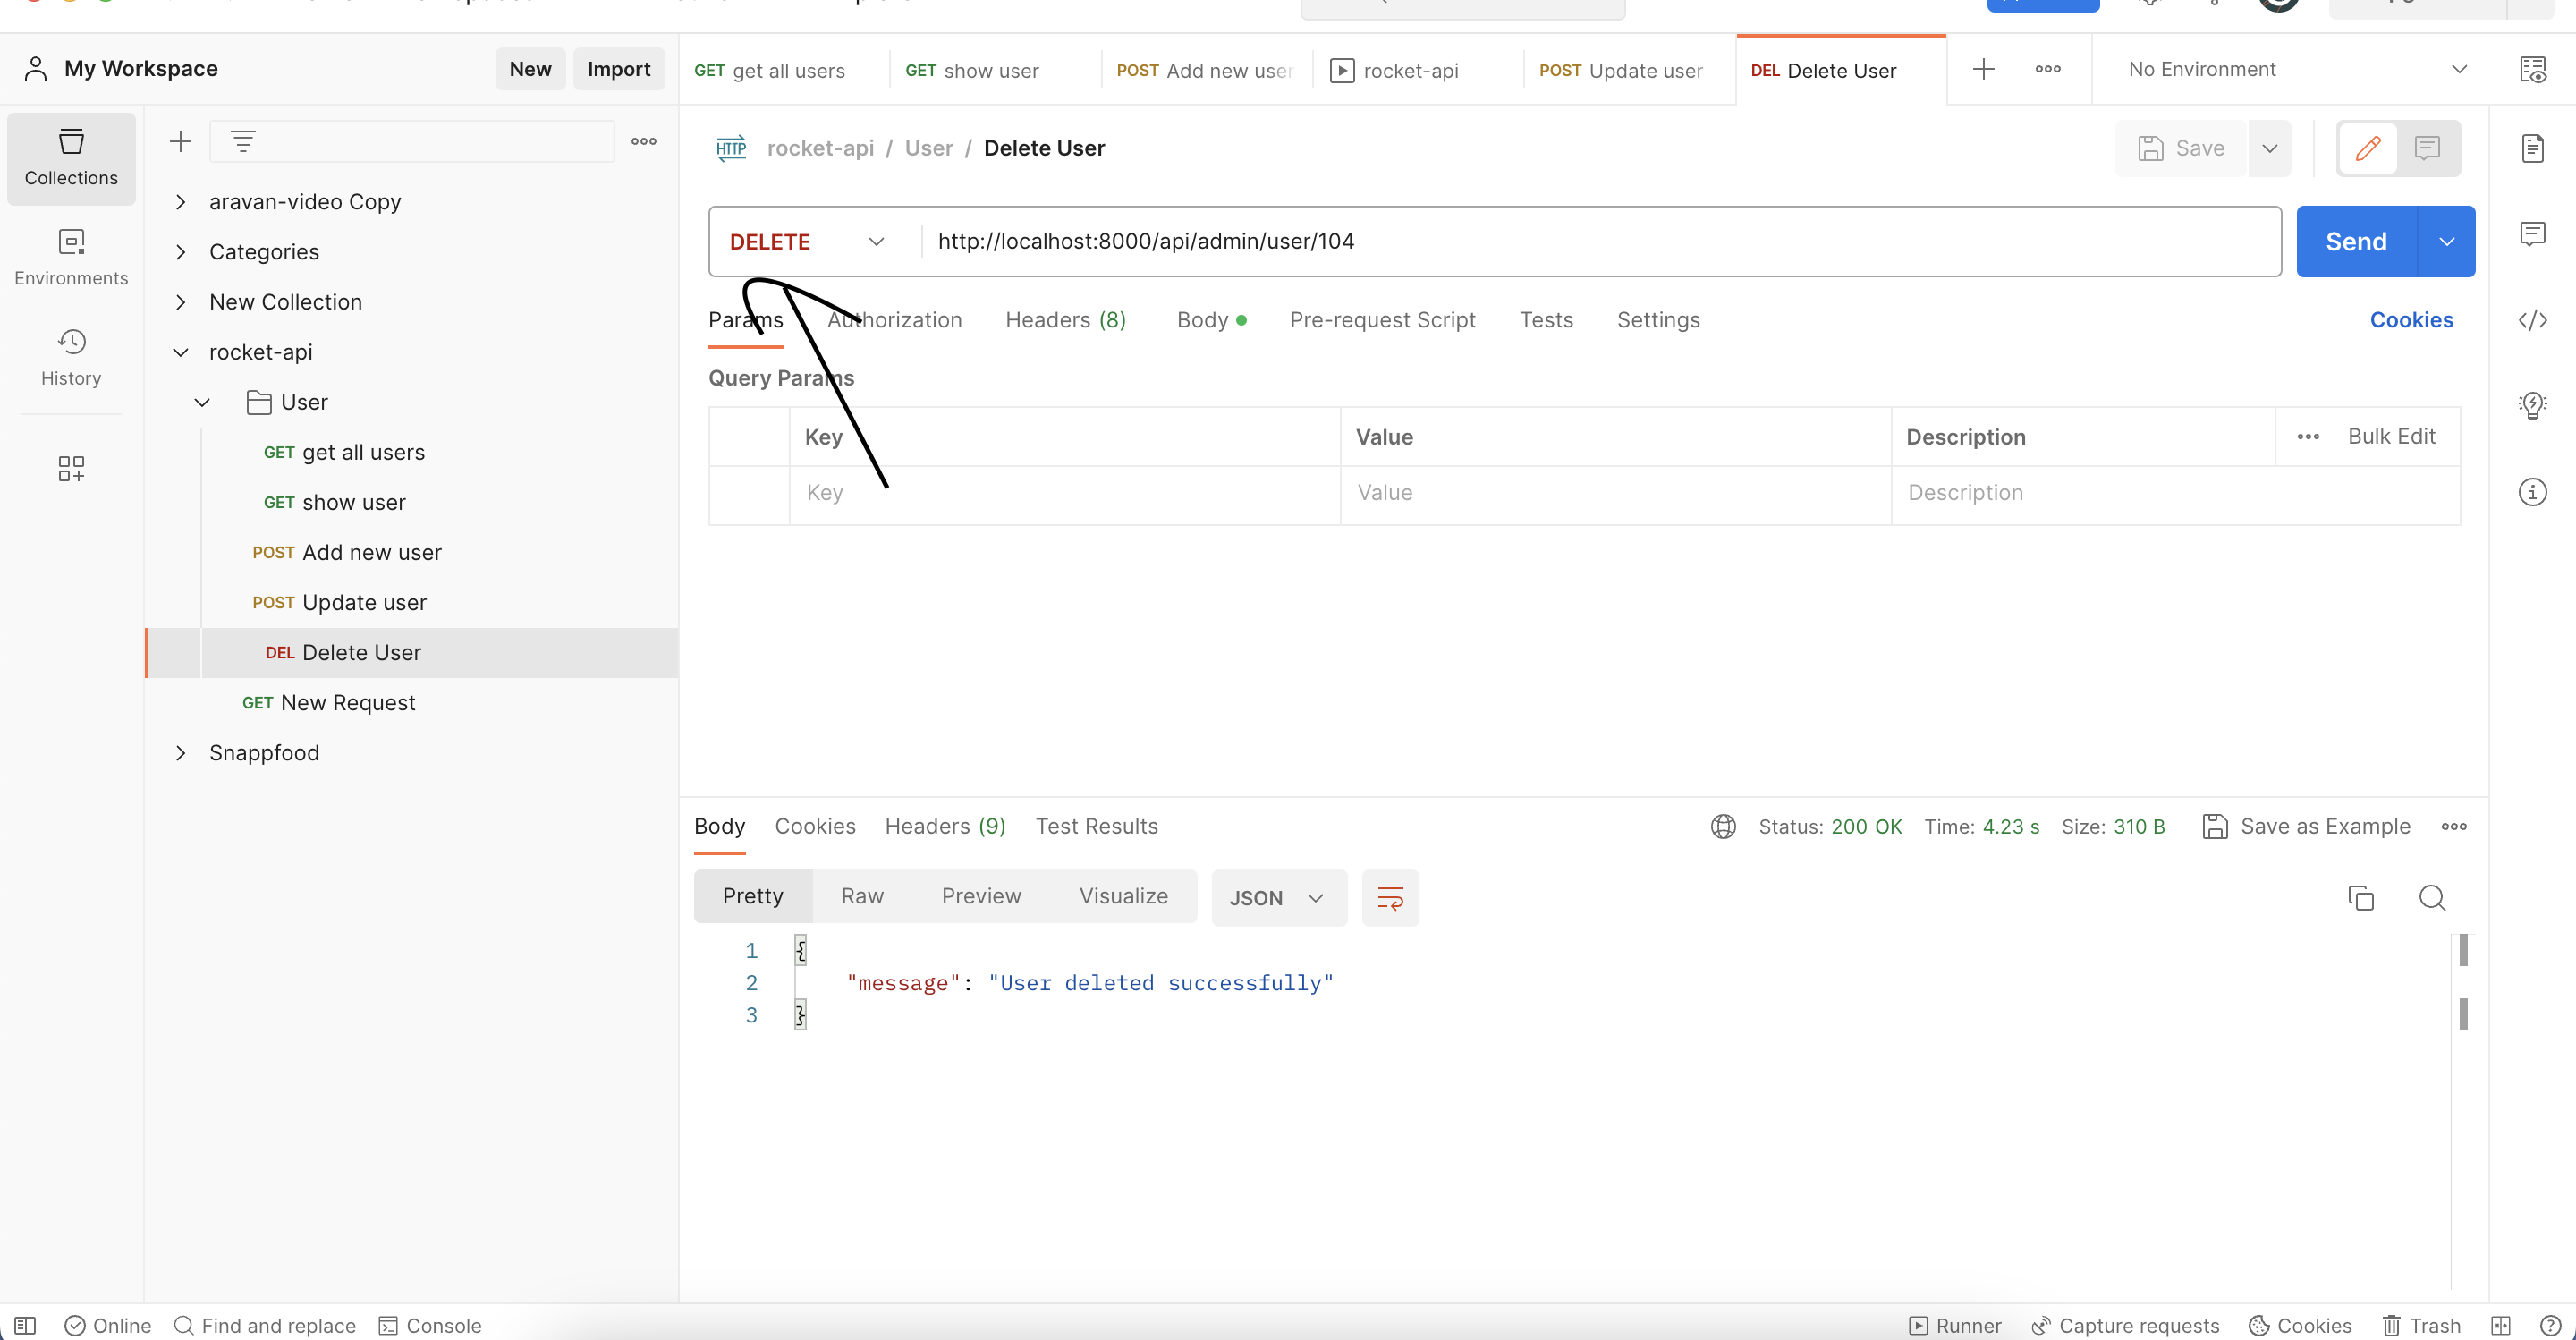 My Workspace
New
Import
GET get all users
GET show user
POST Add new user
rocket-api
POST Update user
DEL Delete User
No Environment
Collections
Environments
History
aravan-video Copy
Categories
New Collection
rocket-api
User
GET get all users
GET show user
POST Add new user
POST Update user
DEL Delete User
GET New Request
Snappfood
HTTP rocket-api / User / Delete User
Save
DELETE http://localhost:8000/api/admin/user/104
Send
Params Authorization Headers (8) Body Pre-request Script Tests Settings Cookies
Query Params
Key Value Description Bulk Edit
Key Value Description
Body Cookies Headers (9) Test Results Status: 200 OK Time: 4.23 s Size: 310 B Save as Example
Pretty Raw Preview Visualize JSON
1 {
2 "message": "User deleted successfully"
3 }
Online Find and replace Console Runner Capture requests Cookies Trash